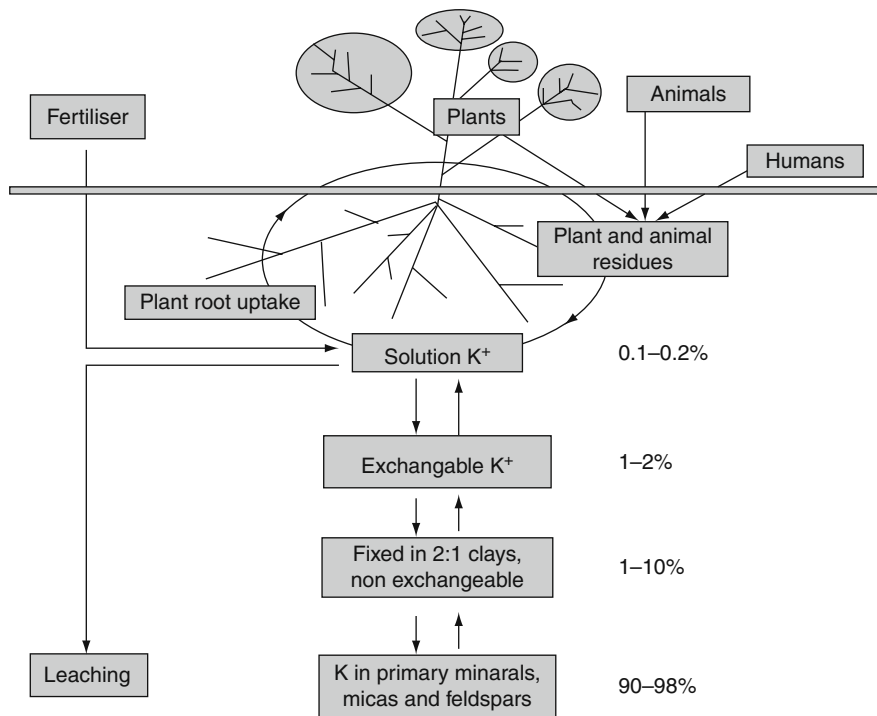 Fertiliser
Plants
Animals
Humans
Plant and animal
residues
Plant root uptake
Solution K+
0.1–0.2%
Exchangable K+
1–2%
Fixed in 2:1 clays,
non exchangeable
1–10%
Leaching
K in primary minarals,
micas and feldspars
90–98%